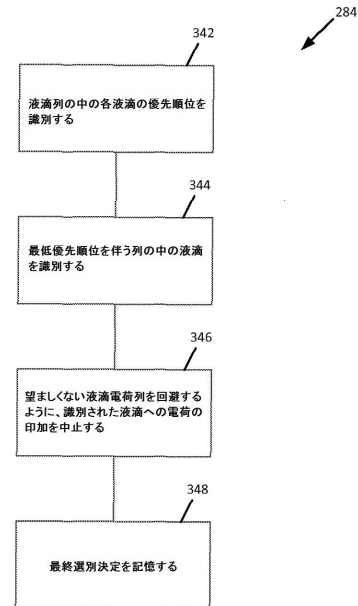 284
342
液滴列の中の各液滴の優先順位を
識別する
344
最低優先順位を伴う列の中の液滴
を識別する
346
望ましくない液滴電荷列を回避する
ように、識別された液滴への電荷の
印加を中止する
348
最終選別決定を記憶する